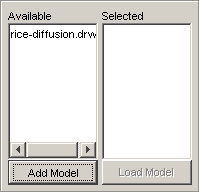 Available
Selected
rice-diffusion.drw
Add Model
Load Model